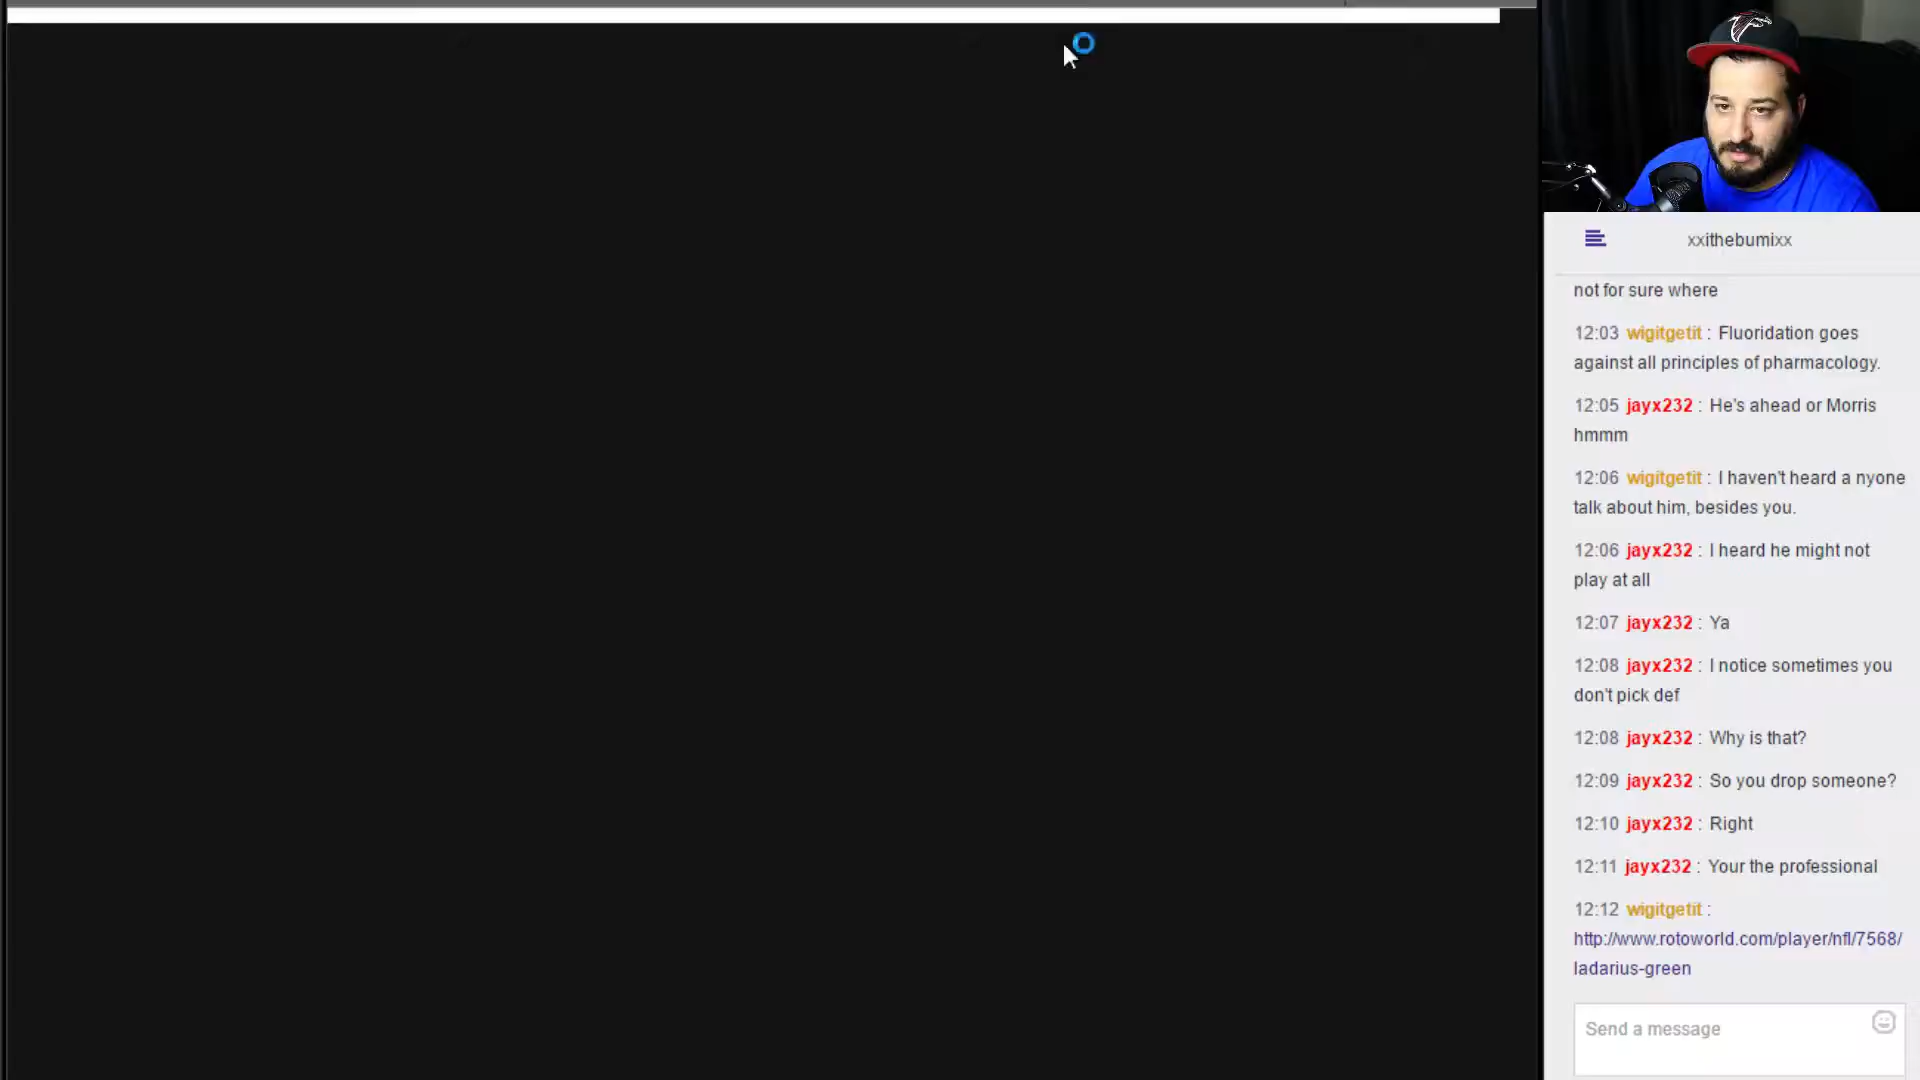 xxithebumixx
not for sure where
12:03 wigitgetit : Fluoridation goes
against all principles of pharmacology.
12:05 jayx232 : He's ahead or Morris
hmmm
12:06 wigitgetit : I haven't heard a nyone
talk about him, besides you.
12:06 jayx232 : I heard he might not
play at all
12:07 jayx232 : Ya
12:08 jayx232 : I notice sometimes you
don't pick def
12:08 jayx232 : Why is that?
12:09 jayx232 : So you drop someone?
12:10 jayx232 : Right
12:11 jayx232 : Your the professional
12:12 wigitgetit :
http://www.rotoworld.com/player/nfl/7568/
ladarius-green
Send a message